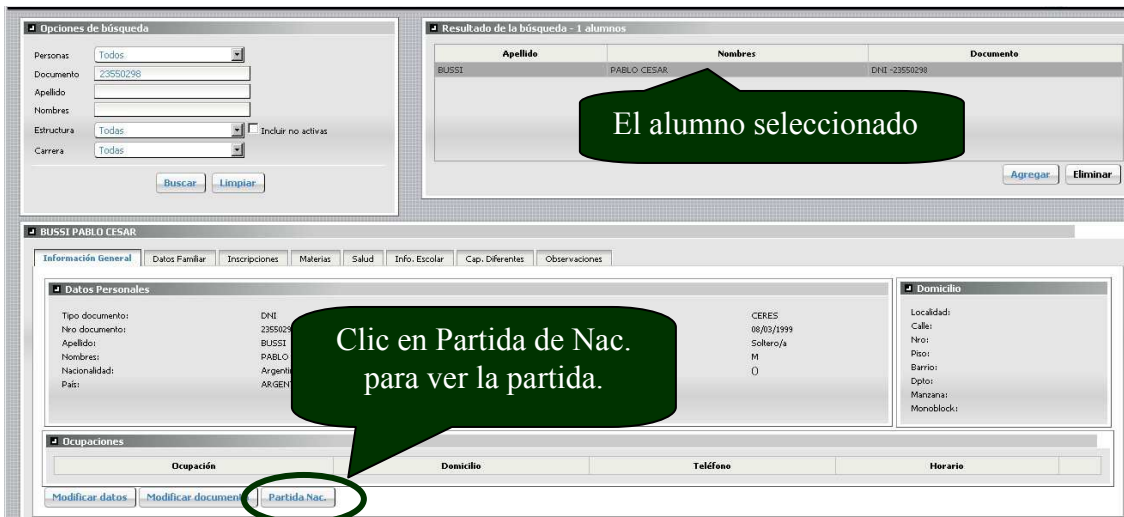 Opciones de búsqueda
Personas Todos
Documento 23550298
Apellido
Nombres
Estructura Todas Incluir no activas
Carrera Todas
Buscar Limpiar
Resultado de la búsqueda - 1 alumnos
Apellido Nombres Documento
BUSSI PABLO CESAR DNI -23550298
El alumno seleccionado
Agregar Eliminar
BUSSI PABLO CESAR
Información General Datos Familiar Inscripciones Materias Salud Info. Escolar Cap. Diferentes Observaciones
Datos Personales
Tipo documento: DNI CERES
Nro documento: 2355029 08/03/1999
Apellido: BUSSI Soltero/a
Nombres: PABLO M
Nacionalidad: Argentin ()
País: ARGENT
Clic en Partida de Nac.
para ver la partida.
Domicilio
Localidad:
Calle:
Nro:
Piso:
Barrio:
Dpto:
Manzana:
Monoblock:
Ocupaciones
Ocupación Domicilio Teléfono Horario
Modificar datos Modificar document Partida Nac.